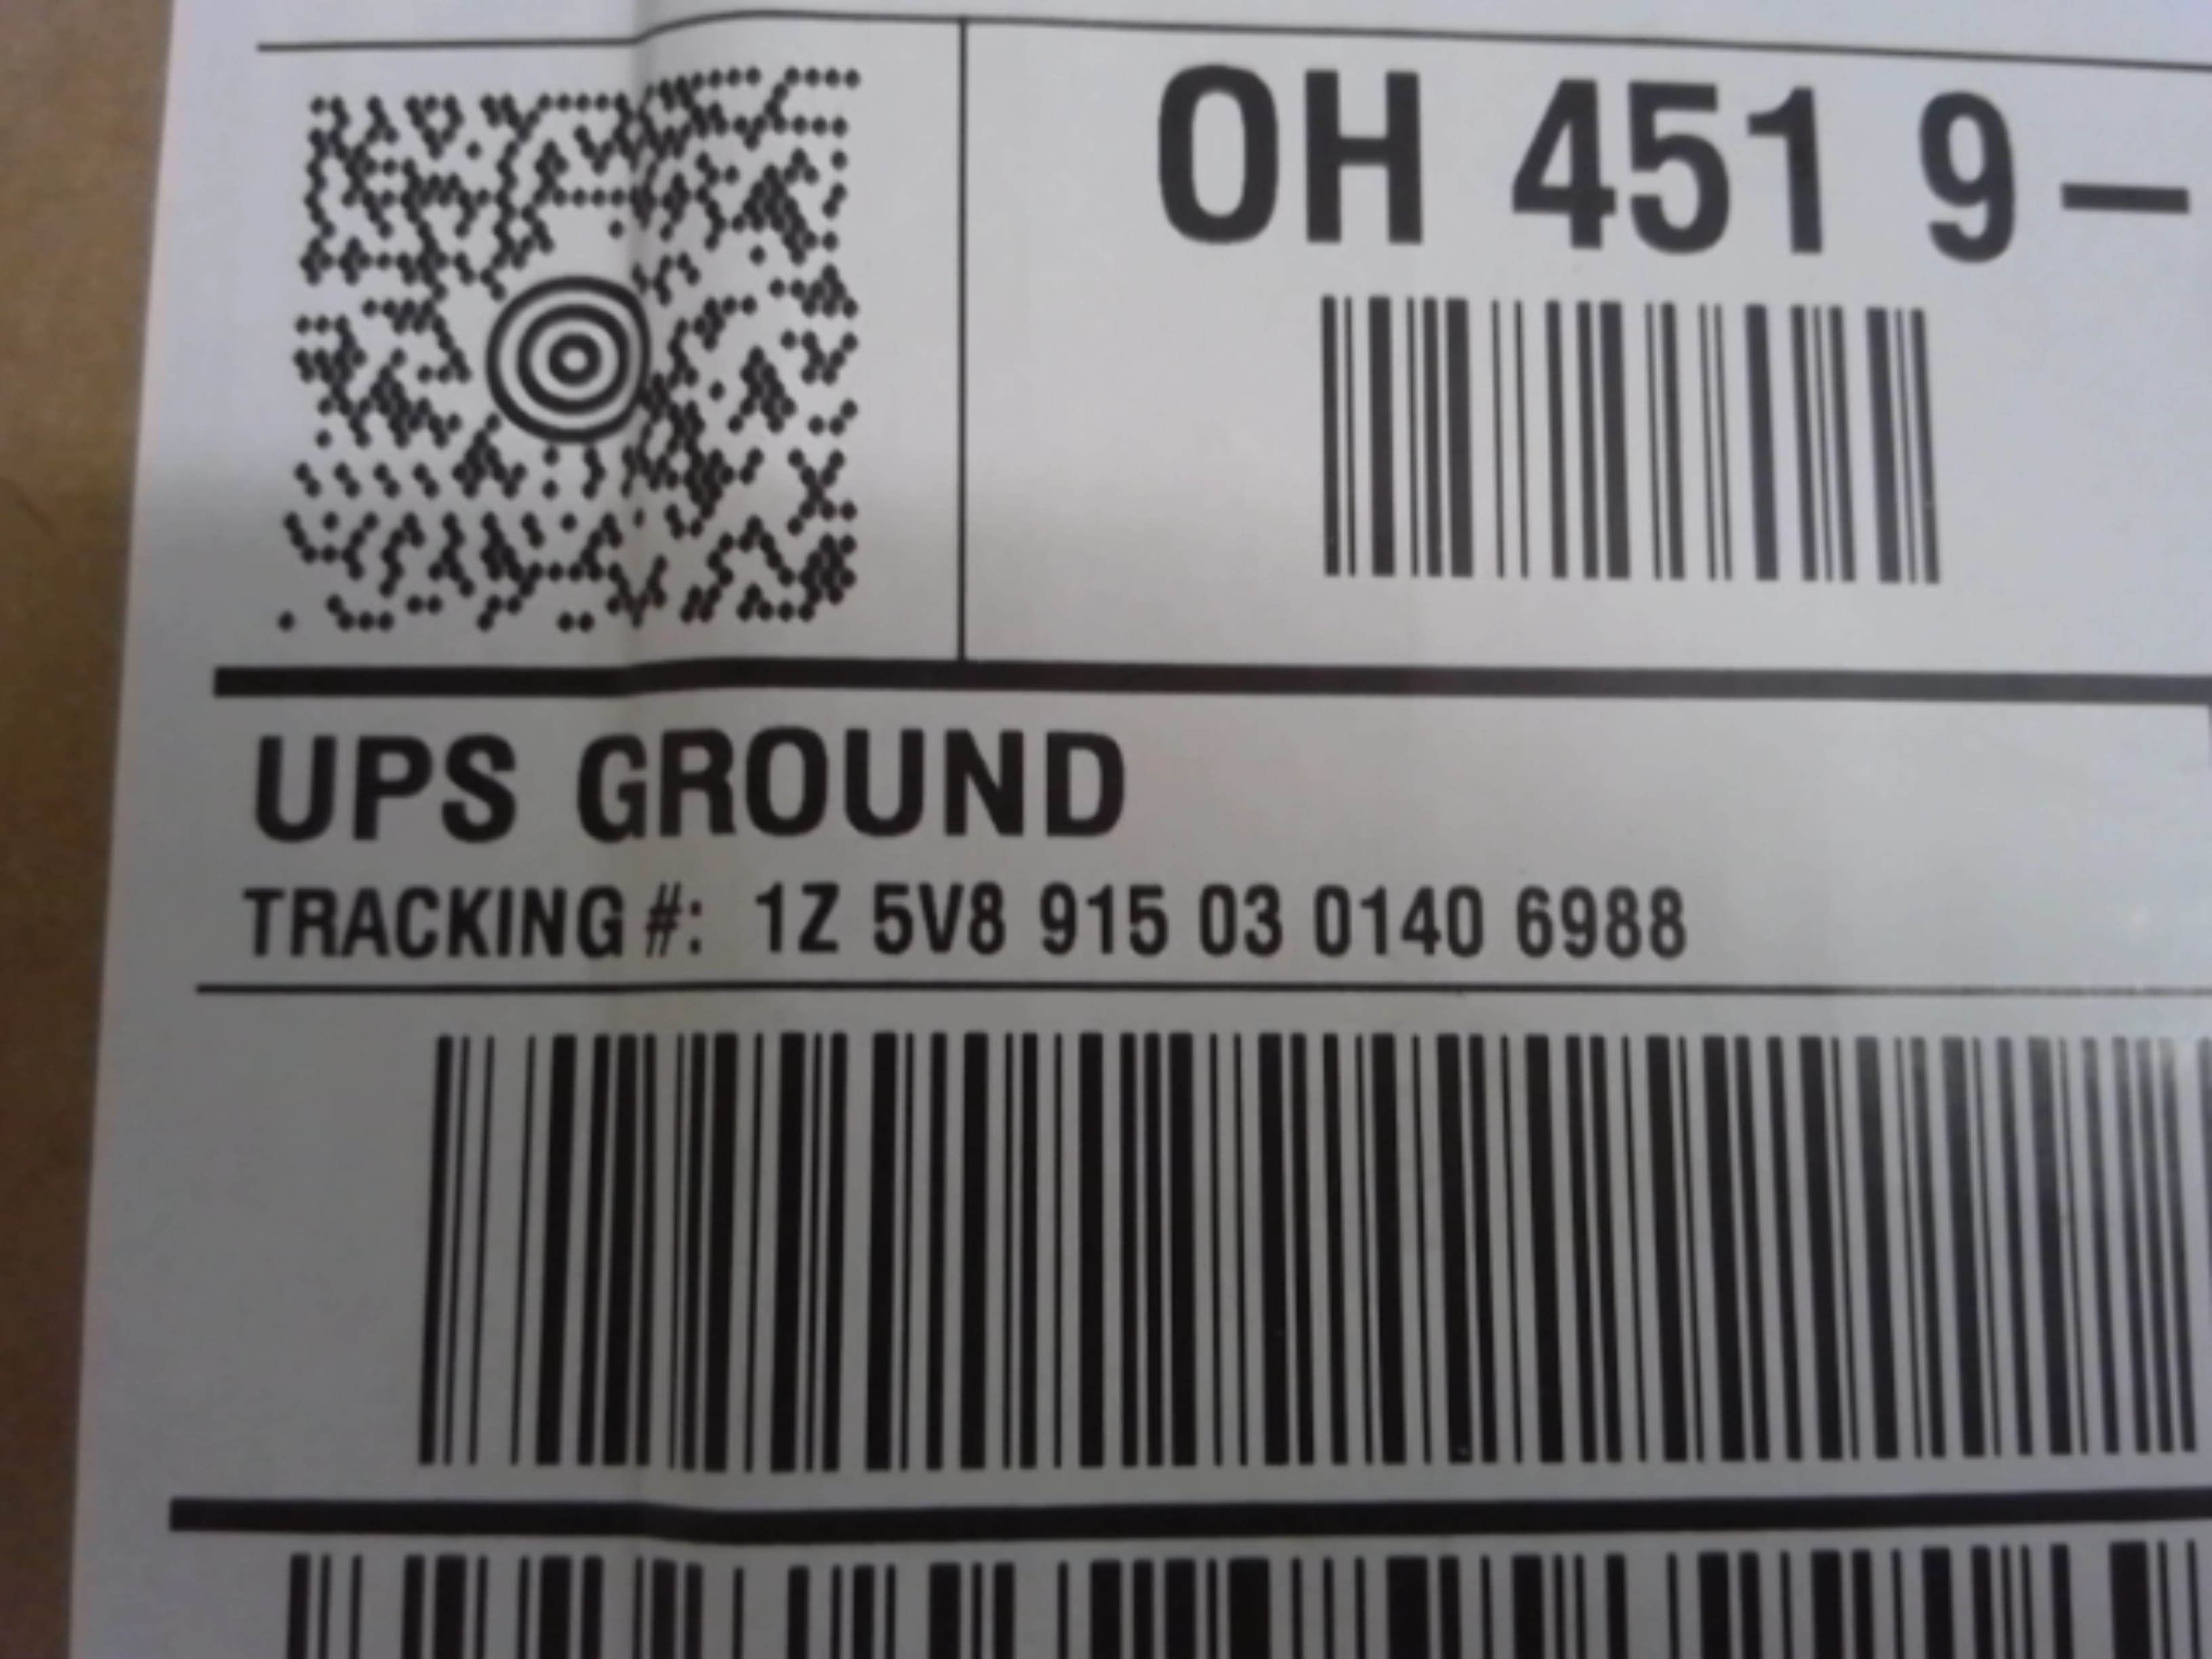 OH 451 9-
UPS GROUND
TRACKING #: 1Z 5V8 915 03 0140 6988